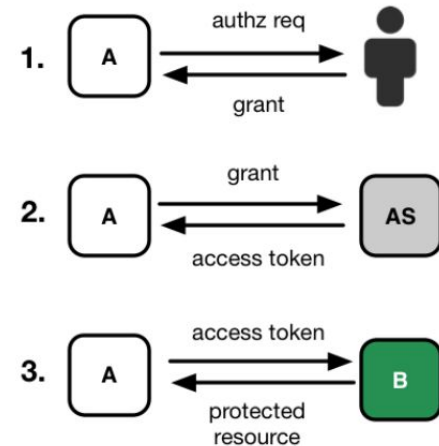 authz req
1. A
grant
grant
2. A AS
access token
access token
3. A B
protected
resource